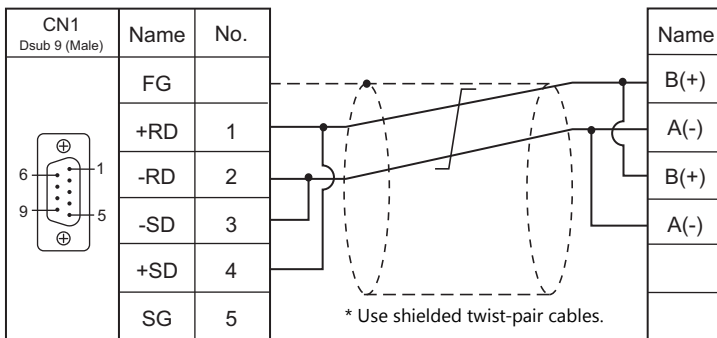 CN1
Dsub 9 (Male)
Name No.
FG
+RD 1
-RD 2
-SD 3
+SD 4
SG 5
6
1
9
5
Name
B(+)
A(-)
B(+)
A(-)
* Use shielded twist-pair cables.